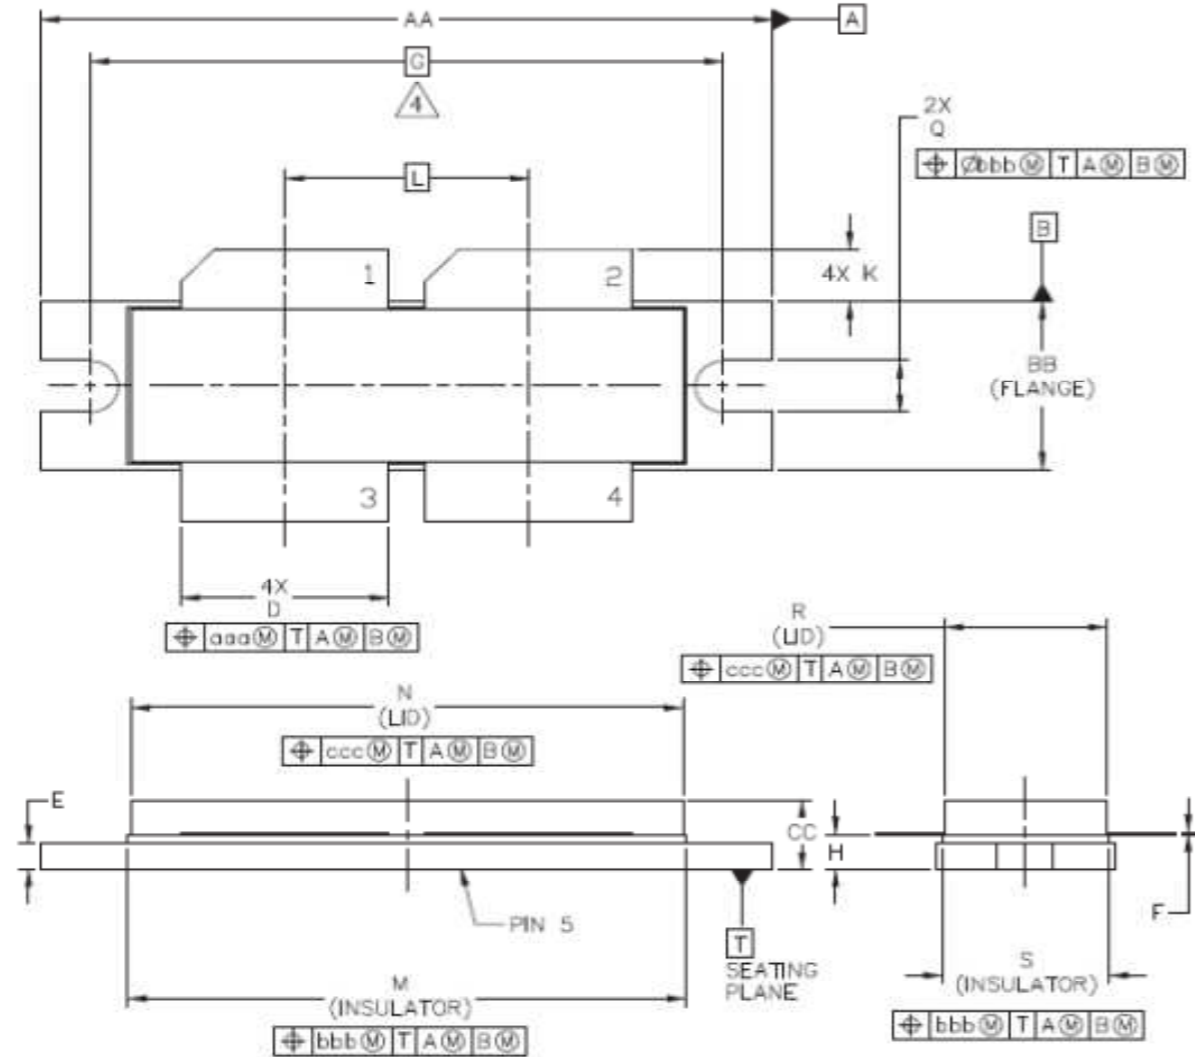 AA
A
G
4
2X
Q
⌖ Øbbb Ⓜ T A Ⓜ B Ⓜ
L
B
1
2
4X K
BB
(FLANGE)
3
4
4X
D
⌖ aaa Ⓜ T A Ⓜ B Ⓜ
R
(LID)
⌖ ccc Ⓜ T A Ⓜ B Ⓜ
N
(LID)
⌖ ccc Ⓜ T A Ⓜ B Ⓜ
E
CC
H
F
PIN 5
T
SEATING
PLANE
M
(INSULATOR)
⌖ bbb Ⓜ T A Ⓜ B Ⓜ
S
(INSULATOR)
⌖ bbb Ⓜ T A Ⓜ B Ⓜ